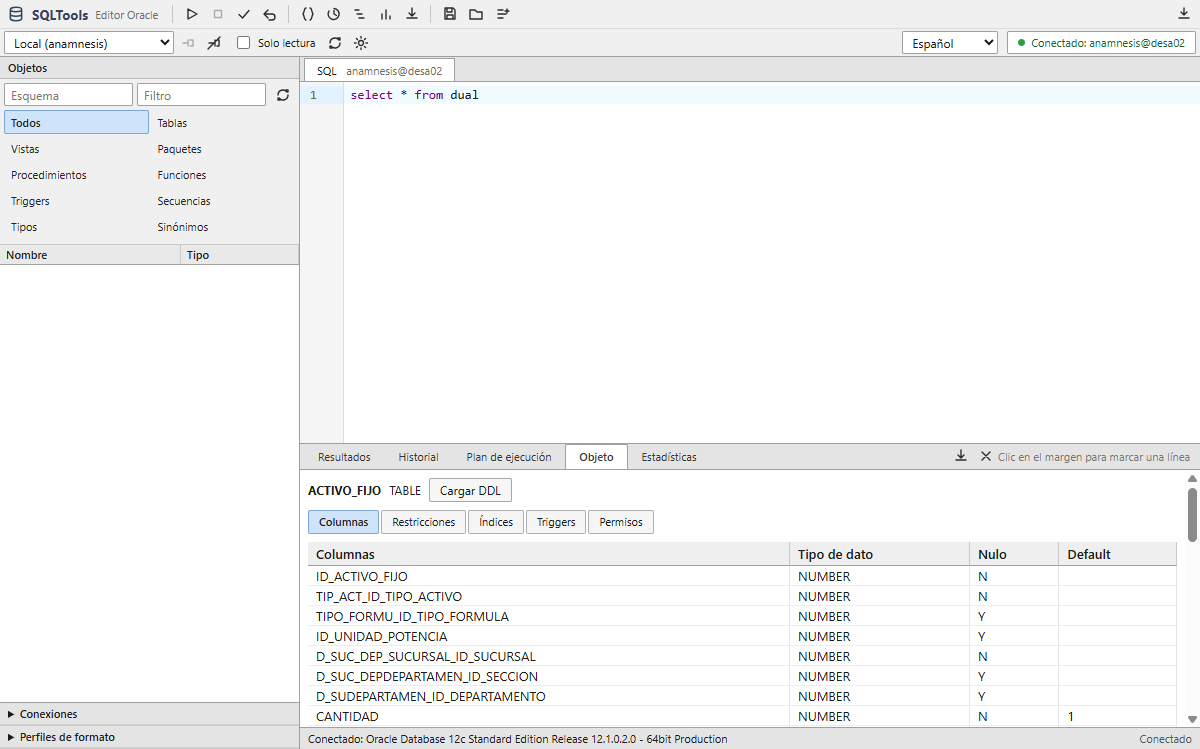 SQLTools Editor Oracle
Local (anamnesis) Solo lectura Español Conectado: anamnesis@desa02
Objetos
Esquema Filtro
Todos Tablas
Vistas Paquetes
Procedimientos Funciones
Triggers Secuencias
Tipos Sinónimos
Nombre Tipo
Conexiones
Perfiles de formato
SQL anamnesis@desa02
1 select * from dual
Resultados Historial Plan de ejecución Objeto Estadísticas Clic en el margen para marcar una línea
ACTIVO_FIJO TABLE Cargar DDL
Columnas Restricciones Índices Triggers Permisos
Columnas Tipo de dato Nulo Default
ID_ACTIVO_FIJO NUMBER N
TIP_ACT_ID_TIPO_ACTIVO NUMBER N
TIPO_FORMU_ID_TIPO_FORMULA NUMBER Y
ID_UNIDAD_POTENCIA NUMBER Y
D_SUC_DEP_SUCURSAL_ID_SUCURSAL NUMBER N
D_SUC_DEPDEPARTAMEN_ID_SECCION NUMBER Y
D_SUDEPARTAMEN_ID_DEPARTAMENTO NUMBER Y
CANTIDAD NUMBER N 1
Conectado: Oracle Database 12c Standard Edition Release 12.1.0.2.0 - 64bit Production Conectado